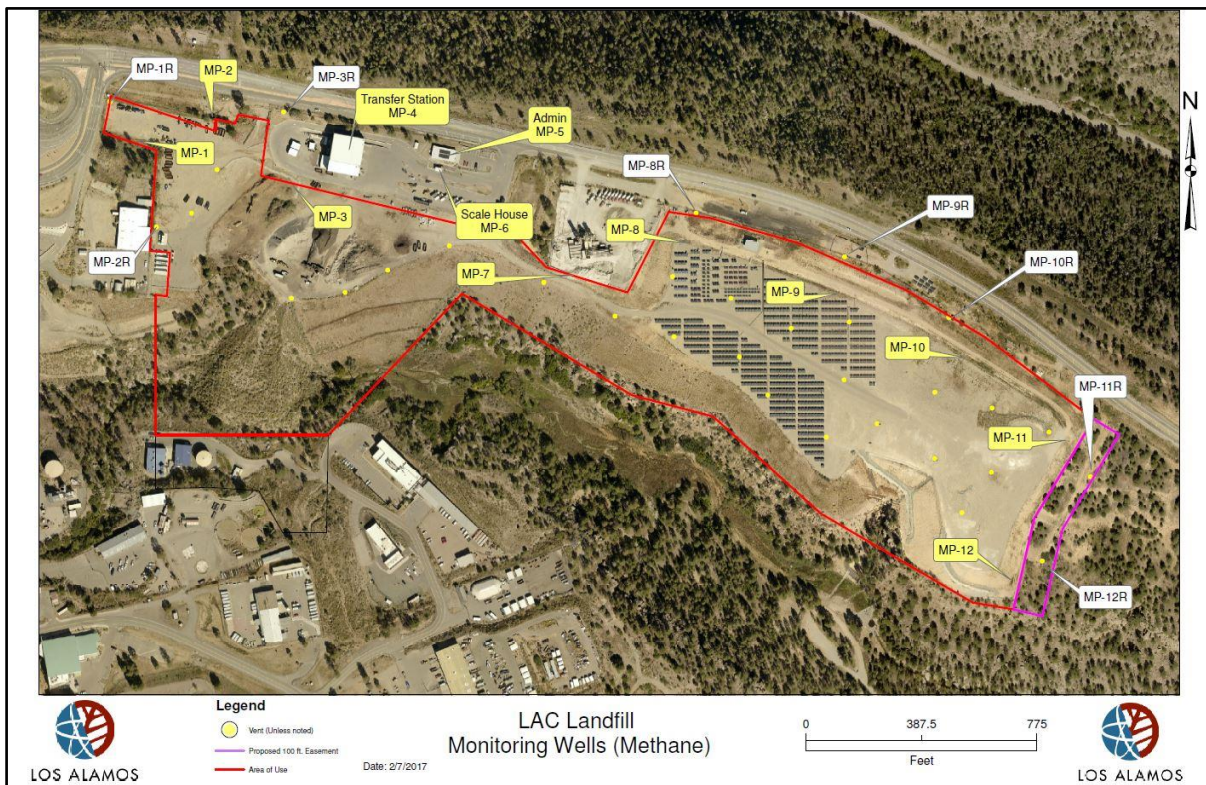 MP-1R
MP-2
MP-3R
Transfer Station
MP-4
Admin
MP-5
N
MP-1
MP-8R
MP-3
Scale House
MP-6
MP-8
MP-9R
MP-2R
MP-7
MP-9
MP-10R
MP-10
MP-11R
MP-11
MP-12
MP-12R
LOS ALAMOS
Legend
Vent (Unless noted)
Proposed 100 ft. Easement
Area of Use
Date: 2/7/2017
LAC Landfill
Monitoring Wells (Methane)
0 387.5 775
Feet
LOS ALAMOS